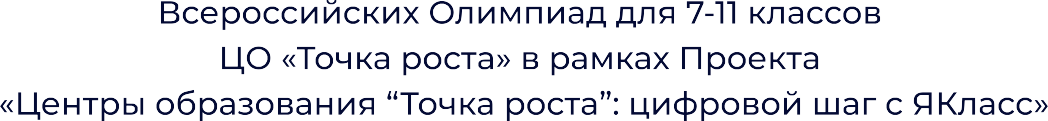 Всероссийских Олимпиад для 7-11 классов
ЦО «Точка роста» в рамках Проекта
«Центры образования “Точка роста”: цифровой шаг с ЯКласс»